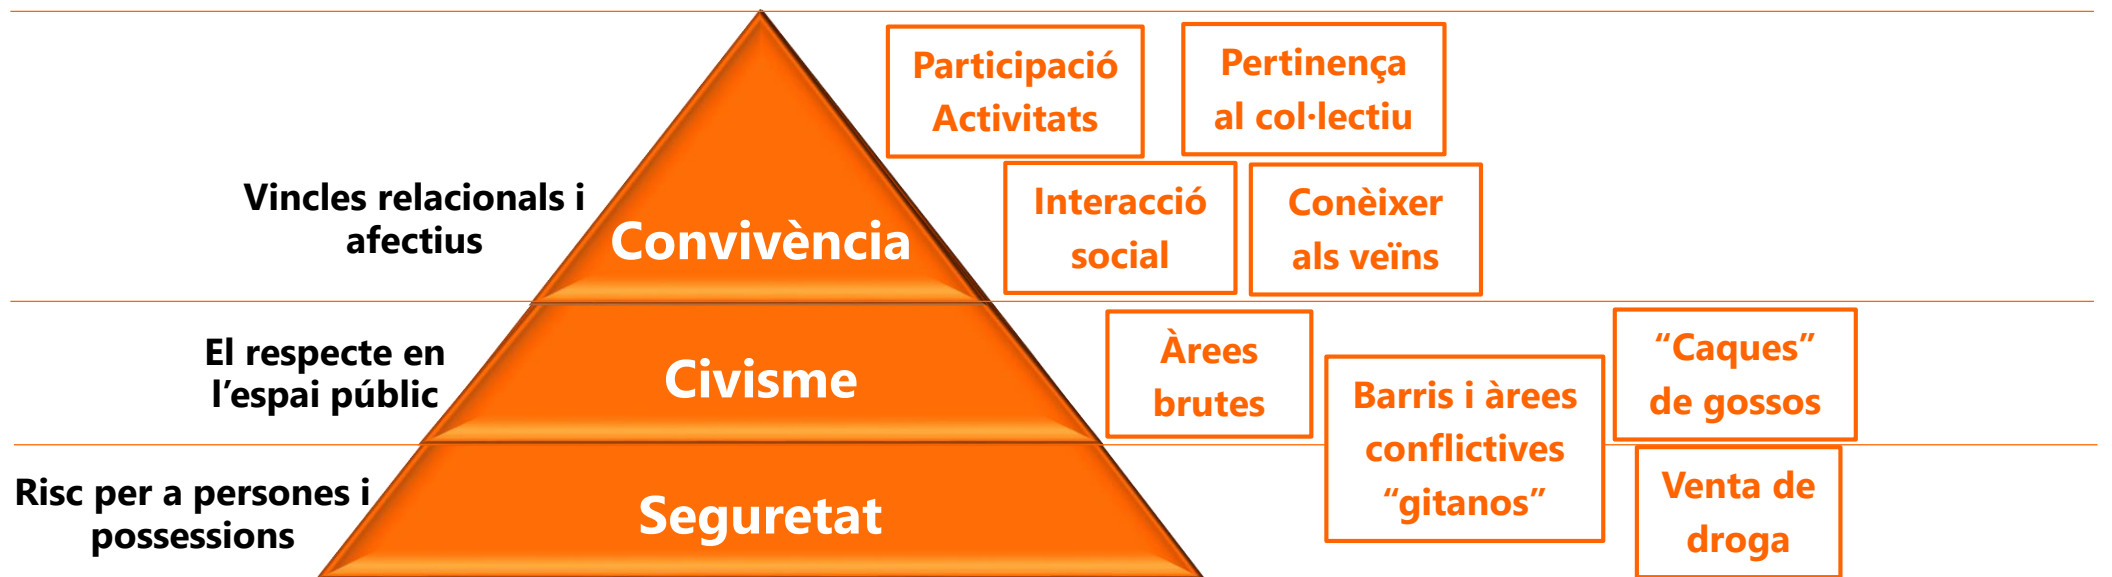 Participació
Activitats
Pertinença
al col·lectiu
Vincles relacionals i
afectius
Convivència
Interacció
social
Conèixer
als veïns
El respecte en
l'espai públic
Civisme
Àrees
brutes
Barris i àrees
conflictives
“gitanos”
“Caques”
de gossos
Risc per a persones i
possessions
Seguretat
Venta de
droga